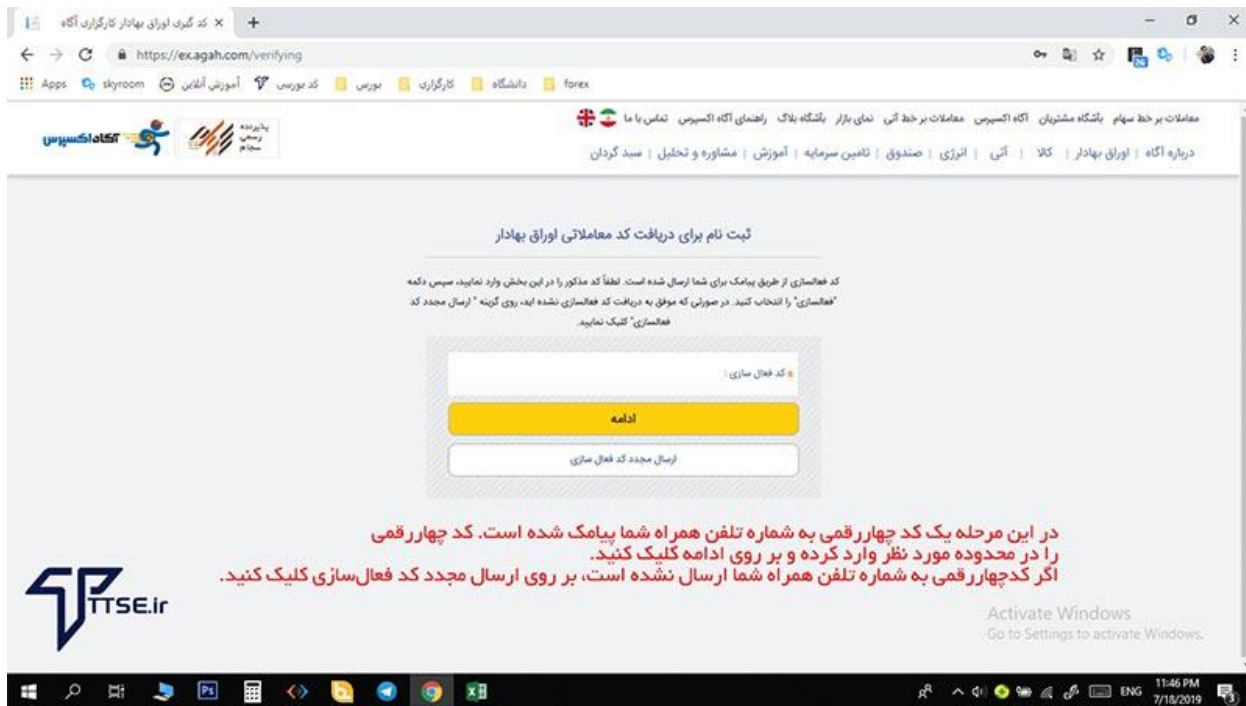 کد گیری اوراق بهادار کارگزاری آگاه
https://ex.agah.com/verifying
Apps skyroom آموزش آنلاین کد بورسی بورس کارگزاری دانشگاه forex
معاملات بر خط سهام باشگاه مشتریان آگاه اکسپرس معاملات بر خط آتی نمای بازار باشگاه بلاک راهنمای آگاه اکسپرس تماس با ما
درباره آگاه | اوراق بهادار | کالا | آتی | انرژی | صندوق | تامین سرمایه | آموزش | مشاوره و تحلیل | سبد گردان
آگاه اکسپرس
پذیرنده
رسمی
سجام
ثبت نام برای دریافت کد معاملاتی اوراق بهادار
کد فعالسازی از طریق پیامک برای شما ارسال شده است. لطفاً کد مذکور را در این بخش وارد نمایید، سپس دکمه
"فعالسازی" را انتخاب کنید. در صورتی که موفق به دریافت کد فعالسازی نشده اید، روی گزینه " ارسال مجدد کد
فعالسازی" کلیک نمایید.
* کد فعال سازی :
ادامه
ارسال مجدد کد فعال سازی
در این مرحله یک کد چهاررقمی به شماره تلفن همراه شما پیامک شده است. کد چهاررقمی
را در محدوده مورد نظر وارد کرده و بر روی ادامه کلیک کنید.
اگر کدچهاررقمی به شماره تلفن همراه شما ارسال نشده است، بر روی ارسال مجدد کد فعال‌سازی کلیک کنید.
TTSE.ir
Activate Windows
Go to Settings to activate Windows.
Ps
ENG
11:46 PM
7/18/2019